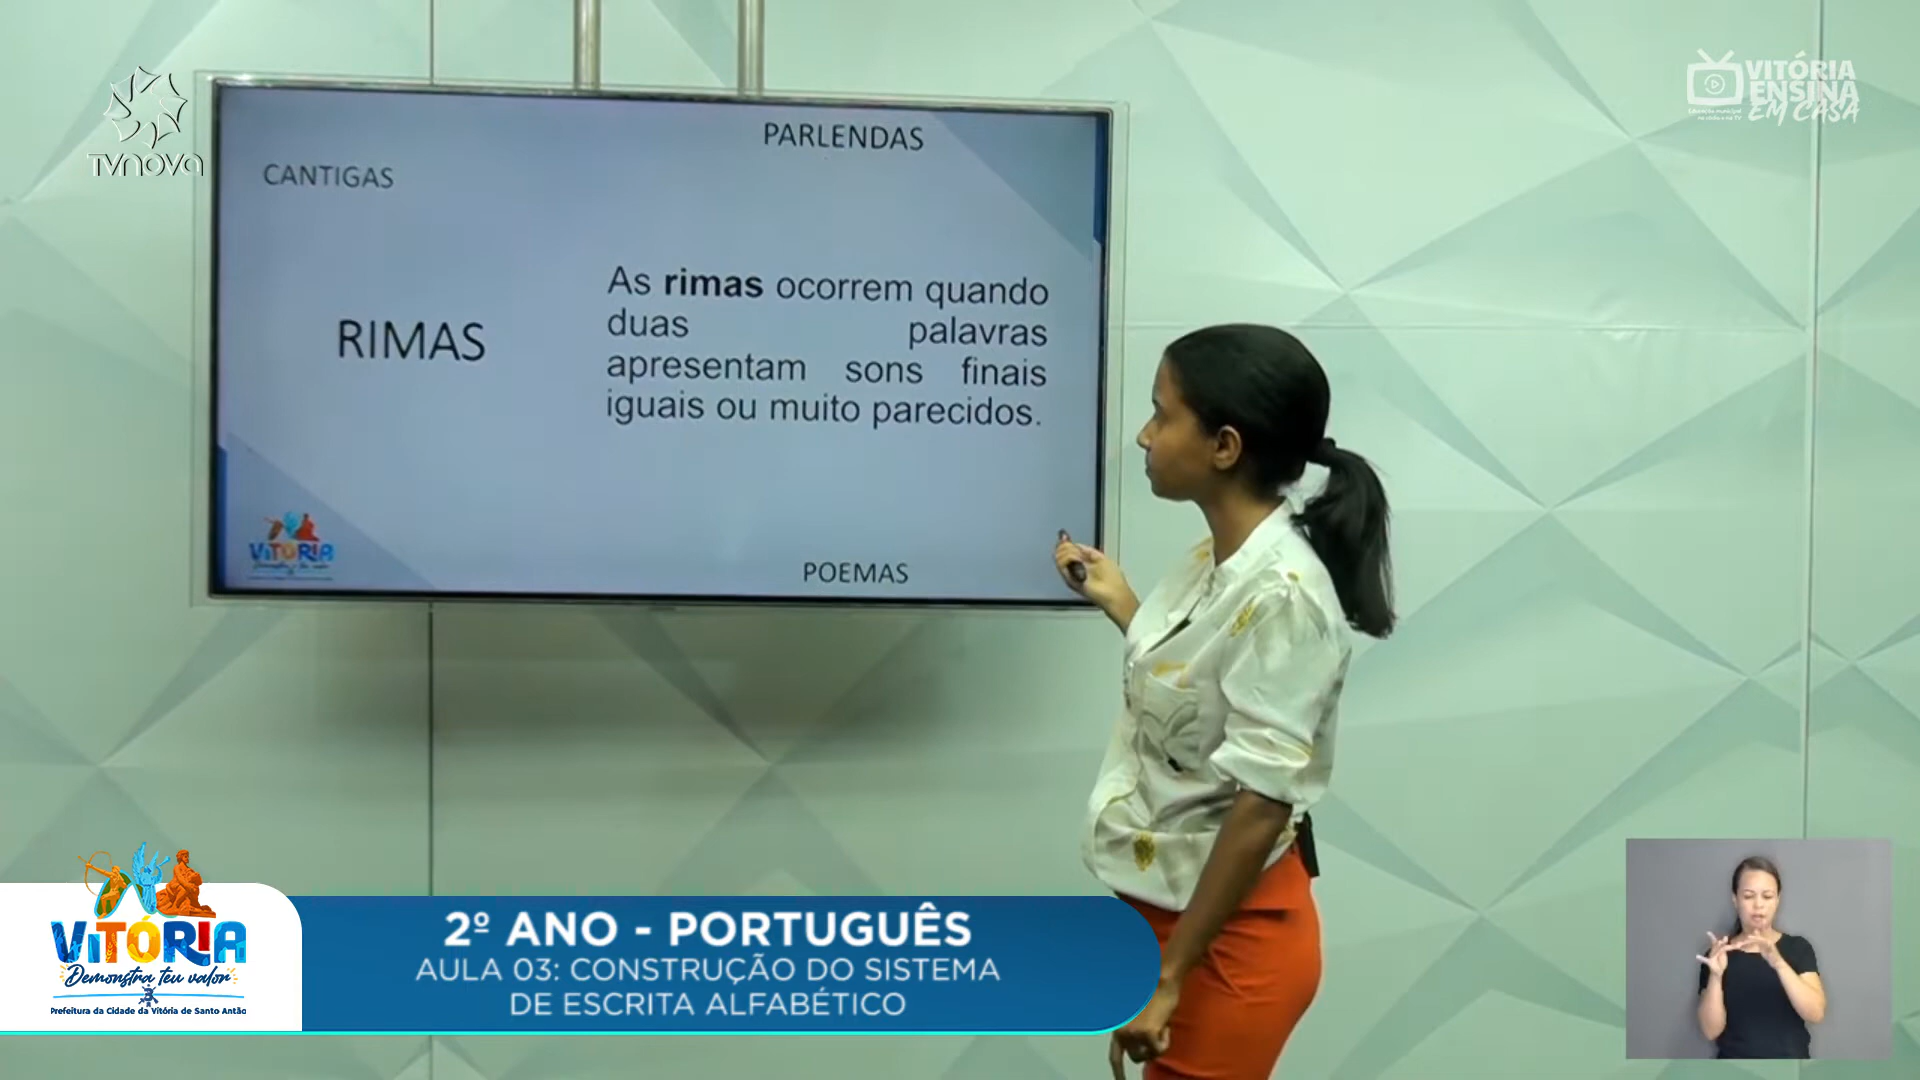 TVNOVA
VITÓRIA
ENSINA
EM CASA
PARLENDAS
CANTIGAS
As rimas ocorrem quando
duas palavras
apresentam sons finais
iguais ou muito parecidos.
RIMAS
VITÓRIA
POEMAS
VITÓRIA
Demonstra teu valor
Prefeitura da Cidade da Vitória de Santo Antão
2º ANO - PORTUGUÊS
AULA 03: CONSTRUÇÃO DO SISTEMA
DE ESCRITA ALFABÉTICO